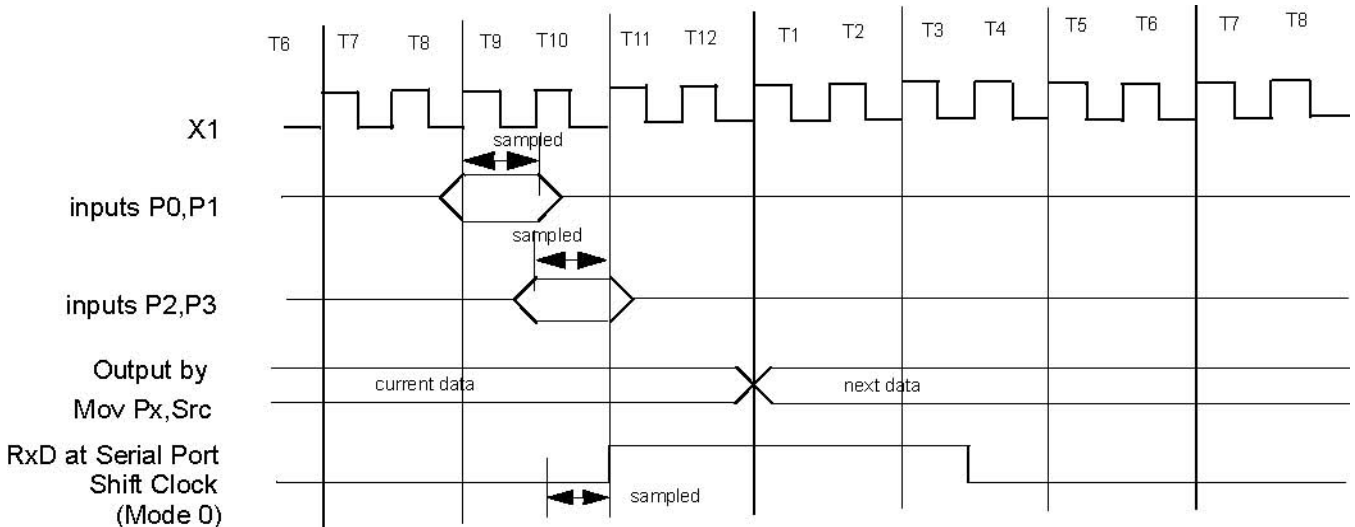 T6 T7 T8 T9 T10 T11 T12 T1 T2 T3 T4 T5 T6 T7 T8
X1
sampled
inputs P0,P1
sampled
inputs P2,P3
Output by
current data next data
Mov Px,Src
RxD at Serial Port
Shift Clock
sampled
(Mode 0)